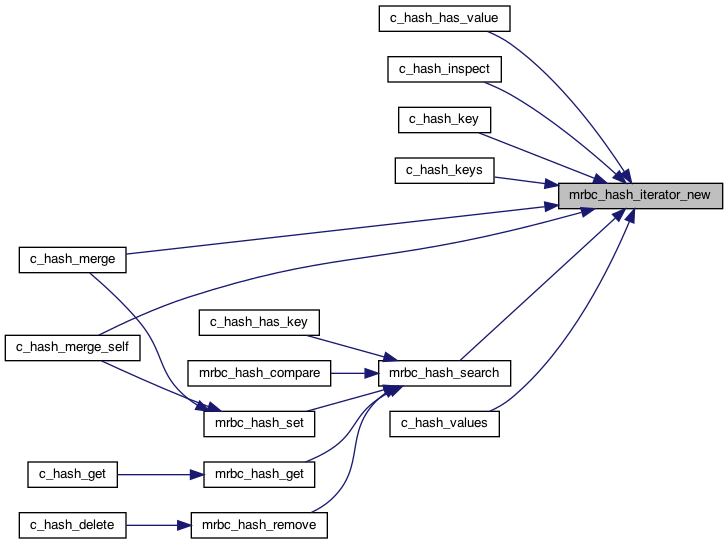 c_hash_has_value
c_hash_inspect
c_hash_key
c_hash_keys
mrbc_hash_iterator_new
c_hash_merge
c_hash_has_key
c_hash_merge_self
mrbc_hash_compare
mrbc_hash_search
mrbc_hash_set
c_hash_values
c_hash_get
mrbc_hash_get
c_hash_delete
mrbc_hash_remove